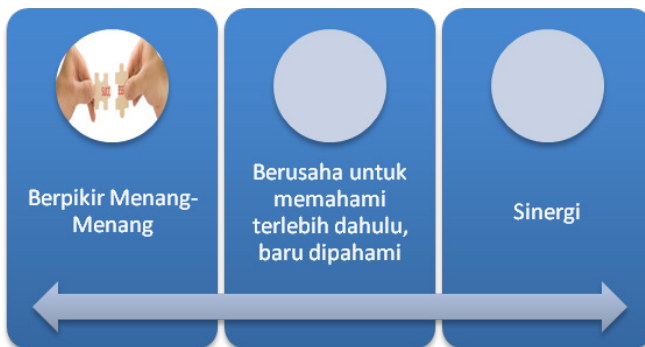 Berpikir Menang-
Menang
Berusaha untuk
memahami
terlebih dahulu,
baru dipahami
Sinergi